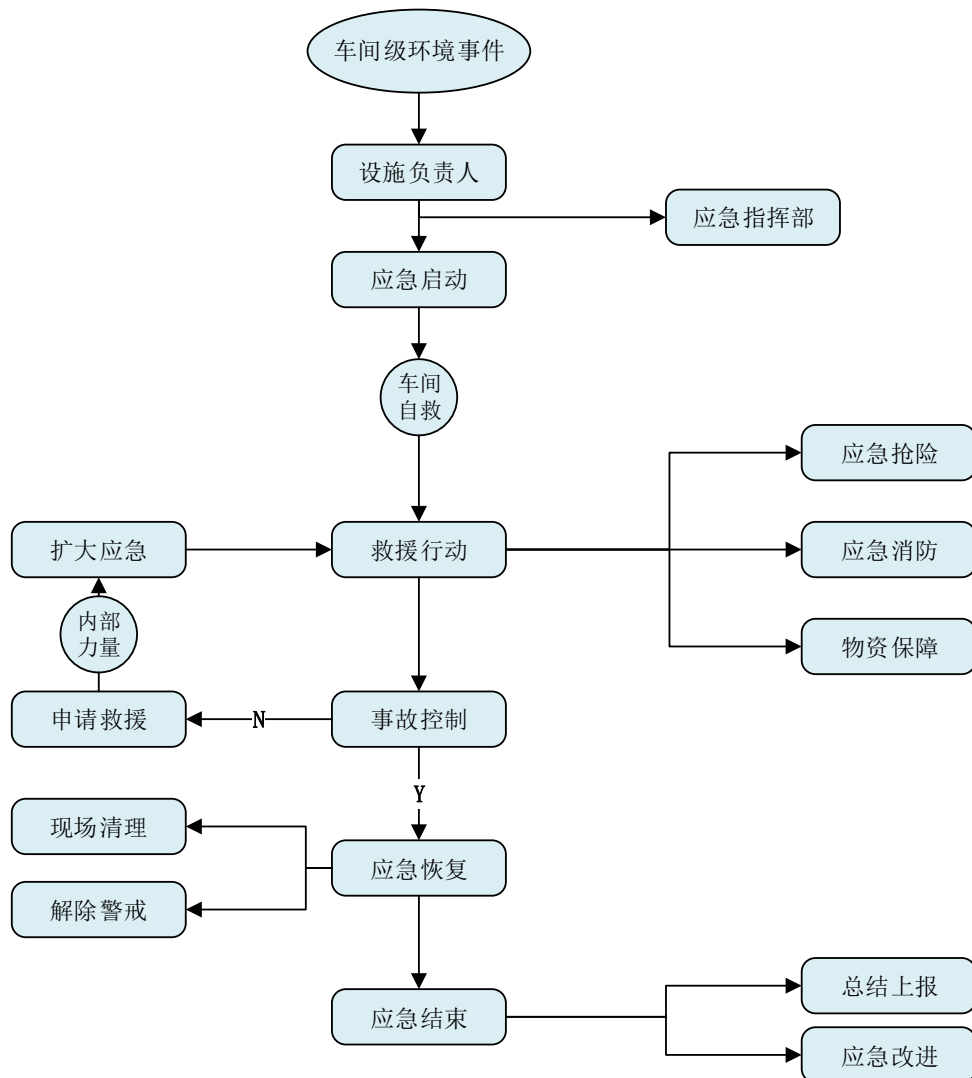 车间级环境事件
设施负责人
应急指挥部
应急启动
车间
自救
应急抢险
扩大应急
救援行动
应急消防
内部
力量
物资保障
申请救援
N
事故控制
Y
现场清理
应急恢复
解除警戒
总结上报
应急结束
应急改进